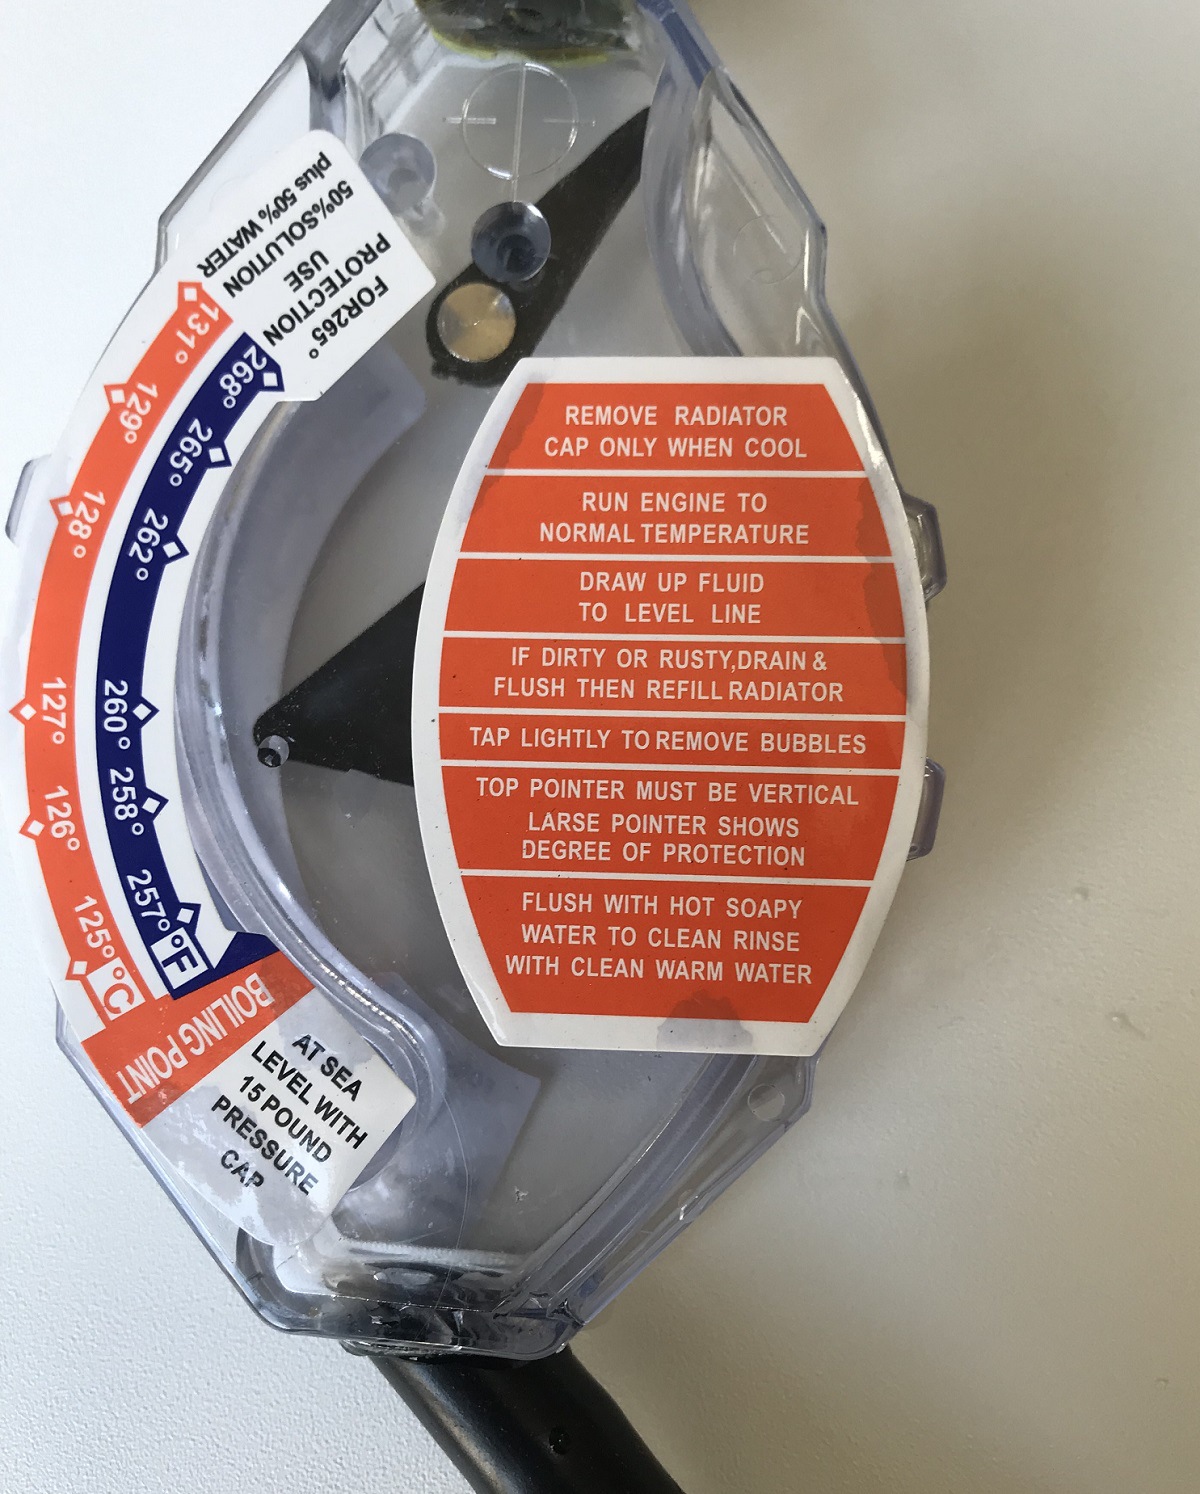 50%SOLUTION
plus 50% WATER
FOR265°
PROTECTION
USE
131°
129°
128°
127°
126°
125°
°C
268°
265°
262°
260°
258°
257°
°F
BOILING POINT
AT SEA
LEVEL WITH
15 POUND
PRESSURE
CAP
REMOVE RADIATOR
CAP ONLY WHEN COOL
RUN ENGINE TO
NORMAL TEMPERATURE
DRAW UP FLUID
TO LEVEL LINE
IF DIRTY OR RUSTY,DRAIN &
FLUSH THEN REFILL RADIATOR
TAP LIGHTLY TO REMOVE BUBBLES
TOP POINTER MUST BE VERTICAL
LARSE POINTER SHOWS
DEGREE OF PROTECTION
FLUSH WITH HOT SOAPY
WATER TO CLEAN RINSE
WITH CLEAN WARM WATER